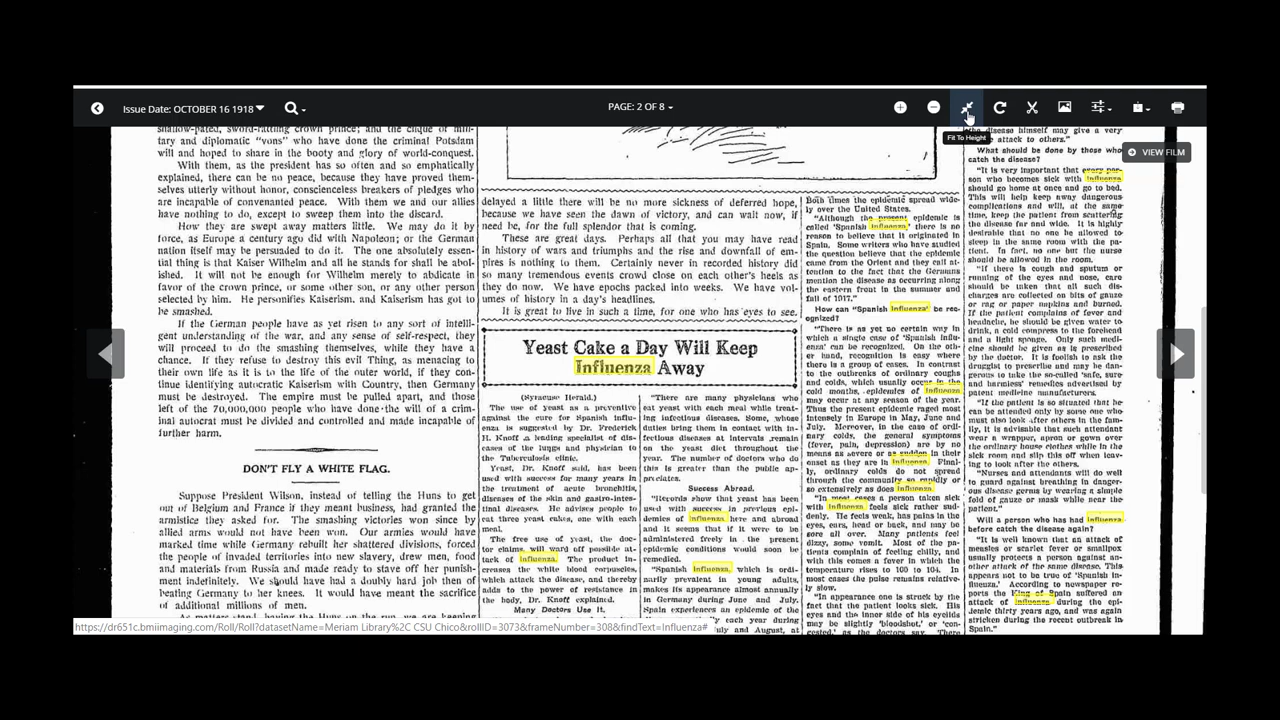 Issue Date: OCTOBER 16 1918
PAGE: 2 OF 8
Fit To Height
VIEW FILM
shallow-pated, sword-rattling crown prince; and the clique of mili-
tary and diplomatic "vons" who have done the criminal Potsdam
will and hoped to share in the booty and glory of world-conquest.
With them, as the president has so often and so emphatically
explained, there can be no peace, because they have proved them-
selves utterly without honor, conscienceless breakers of pledges who
are incapable of convenanted peace. With them we and our allies
have nothing to do, except to sweep them into the discard.
How they are swept away matters little. We may do it by
force, as Europe a century ago did with Napoleon; or the German
nation itself may be persuaded to do it. The one absolutely essen-
tial thing is that Kaiser Wilhelm and all he stands for shall be abol-
ished. It will not be enough for Wilhelm merely to abdicate in
favor of the crown prince, or some other son, or any other person
selected by him. He personifies Kaiserism, and Kaiserism has got to
be smashed.
If the German people have as yet risen to any sort of intelli-
gent understanding of the war, and any sense of self-respect, they
will proceed to do the smashing themselves, while they have a
chance. If they refuse to destroy this evil Thing, as menacing to
their own life as it is to the life of the outer world, if they con-
tinue identifying autocratic Kaiserism with Country, then Germany
must be destroyed. The empire must be pulled apart, and those
left of the 70,000,000 people who have done the will of a crim-
inal autocrat must be divided and controlled and made incapable of
further harm.
DON'T FLY A WHITE FLAG.
Suppose President Wilson, instead of telling the Huns to get
out of Belgium and France if they meant business, had granted the
armistice they asked for. The smashing victories won since by
allied arms would not have been won. Our armies would have
marked time while Germany rebuilt her shattered divisions, forced
the people of invaded territories into new slavery, drew men, food
and materials from Russia and made ready to stave off her punish-
ment indefinitely. We should have had a doubly hard job then of
beating Germany to her knees. It would have meant the sacrifice
of additional millions of men.
delayed a little there will be no more sickness of deferred hope,
because we have seen the dawn of victory, and can wait now, if
need be, for the full splendor that is coming.
These are great days. Perhaps all that you may have read
in history of wars and triumphs and the rise and downfall of em-
pires is nothing to them. Certainly never in recorded history did
so many tremendous events crowd close on each other's heels as
they do now. We have epochs packed into weeks. We have vol-
umes of history in a day's headlines.
It is great to live in such a time, for one who has eyes to see.
Yeast Cake a Day Will Keep
Influenza Away
(Syracuse Herald.)
The use of yeast as a preventive
against the cure for Spanish influ-
enza is suggested by Dr. Frederick
H. Knoff a leading specialist of dis-
eases of the lungs and physician to
the Tuberculosis clinic.
Yeast, Dr. Knoff said, has been
used with success for many years in
the treatment of acute bronchitis,
diseases of the skin and gastro-intes-
tinal diseases. He advises people to
eat three yeast cakes, one with each
meal.
The free use of yeast, the doc-
tor claims, will ward off possible at-
tack of influenza. The product in-
creases the white blood corpuscles,
which attack the disease, and thereby
adds to the power of resistance in
the body, Dr. Knoff explained.
Many Doctors Use it.
"There are many physicians who
eat yeast with each meal while treat-
ing infectious diseases. Some, whose
duties bring them in contact with in-
fectious diseases at intervals remain
on the yeast diet throughout the
year. The number of doctors who do
this is greater than the public ap-
preciates.
Success Abroad.
"Records show that yeast has been
used with success in previous epi-
demics of influenza here and abroad
and it seems that if it were to be
administered freely in the present
epidemic conditions would soon be
remedied.
"Spanish influenza, which is ordi-
narily prevalent in young adults,
makes its appearance almost annually
in Germany during June and July.
Spain experiences an epidemic of the
each year during
uly and August, at
Both times the epidemic spread wide-
ly over the United States.
"Although the present epidemic is
called 'Spanish influenza,' there is no
reason to believe that it originated in
Spain. Some writers who have studied
the question believe that the epidemic
came from the Orient and they call at-
tention to the fact that the Germans
mention the disease as occurring along
the eastern front in the summer and
fall of 1917."
How can "Spanish influenza" be rec-
ognized?
"There is as yet no certain way in
which a single case of 'Spanish influ-
enza' can be recognized. On the oth-
er hand, recognition is easy where
there is a group of cases. In contrast
to the outbreaks of ordinary coughs
and colds, which usually occur in the
cold months, epidemics of influenza
may occur at any season of the year.
Thus the present epidemic raged most
intensely in Europe in May, June and
July. Moreover, in the case of ordi-
nary colds, the general symptoms
(fever, pain, depression) are by no
means as severe or as sudden in their
onset as they are in influenza. Final-
ly, ordinary colds do not spread
through the community so rapidly or
so extensively as does influenza.
"In most cases a person taken sick
with influenza feels sick rather sud-
denly. He feels weak, has pains in the
eyes, ears, head or back, and may be
sore all over. Many patients feel
dizzy, some vomit. Most of the pa-
tients complain of feeling chilly, and
with this comes a fever in which the
temperature rises to 100 to 104. In
most cases the pulse remains relative-
ly slow.
"In appearance one is struck by the
fact that the patient looks sick. His
eyes and the inner side of his eyelids
may be slightly 'bloodshot,' or 'con-
gested,' as the doctors say. There
he disease himself may give a very
attack to others."
What should be done by those who
catch the disease?
"It is very important that every per-
son who becomes sick with influenza
should go home at once and go to bed.
This will help keep away dangerous
complications and will, at the same
time, keep the patient from scattering
the disease far and wide. It is highly
desirable that no one be allowed to
sleep in the same room with the pa-
tient. In fact, no one but the nurse
should be allowed in the room.
"If there is cough and sputum or
running of the eyes and nose, care
should be taken that all such dis-
charges are collected on bits of gauze
or rag or paper napkins and burned.
If the patient complains of fever and
headache, he should be given water to
drink, a cold compress to the forehead
and a light sponge. Only such medi-
cine should be given as is prescribed
by the doctor. It is foolish to ask the
druggist to prescribe and may be dan-
gerous to take the so-called 'safe, sure
and harmless' remedies advertised by
patent medicine manufacturers.
"If the patient is so situated that he
can be attended only by some one who
must also look after others in the fam-
ily, it is advisable that such attendant
wear a wrapper, apron or gown over
the ordinary house clothes while in the
sick room and slip this off when leav-
ing to look after the others.
"Nurses and attendants will do well
to guard against breathing in danger-
ous disease germs by wearing a simple
fold of gauze or mask while near the
patient."
Will a person who has had influenza
before catch the disease again?
"It is well known that an attack of
measles or scarlet fever or smallpox
usually protects a person against an-
other attack of the same disease. This
appears not to be true of 'Spanish in-
fluenza.' According to newspaper re-
ports the King of Spain suffered an
attack of influenza during the epi-
demic thirty years ago, and was again
stricken during the recent outbreak in
Spain."
https://dr651c.bmiimaging.com/Roll/Roll?datasetName=Meriam Library%2C CSU Chico&rollID=3073&frameNumber=308&findText=Influenza#